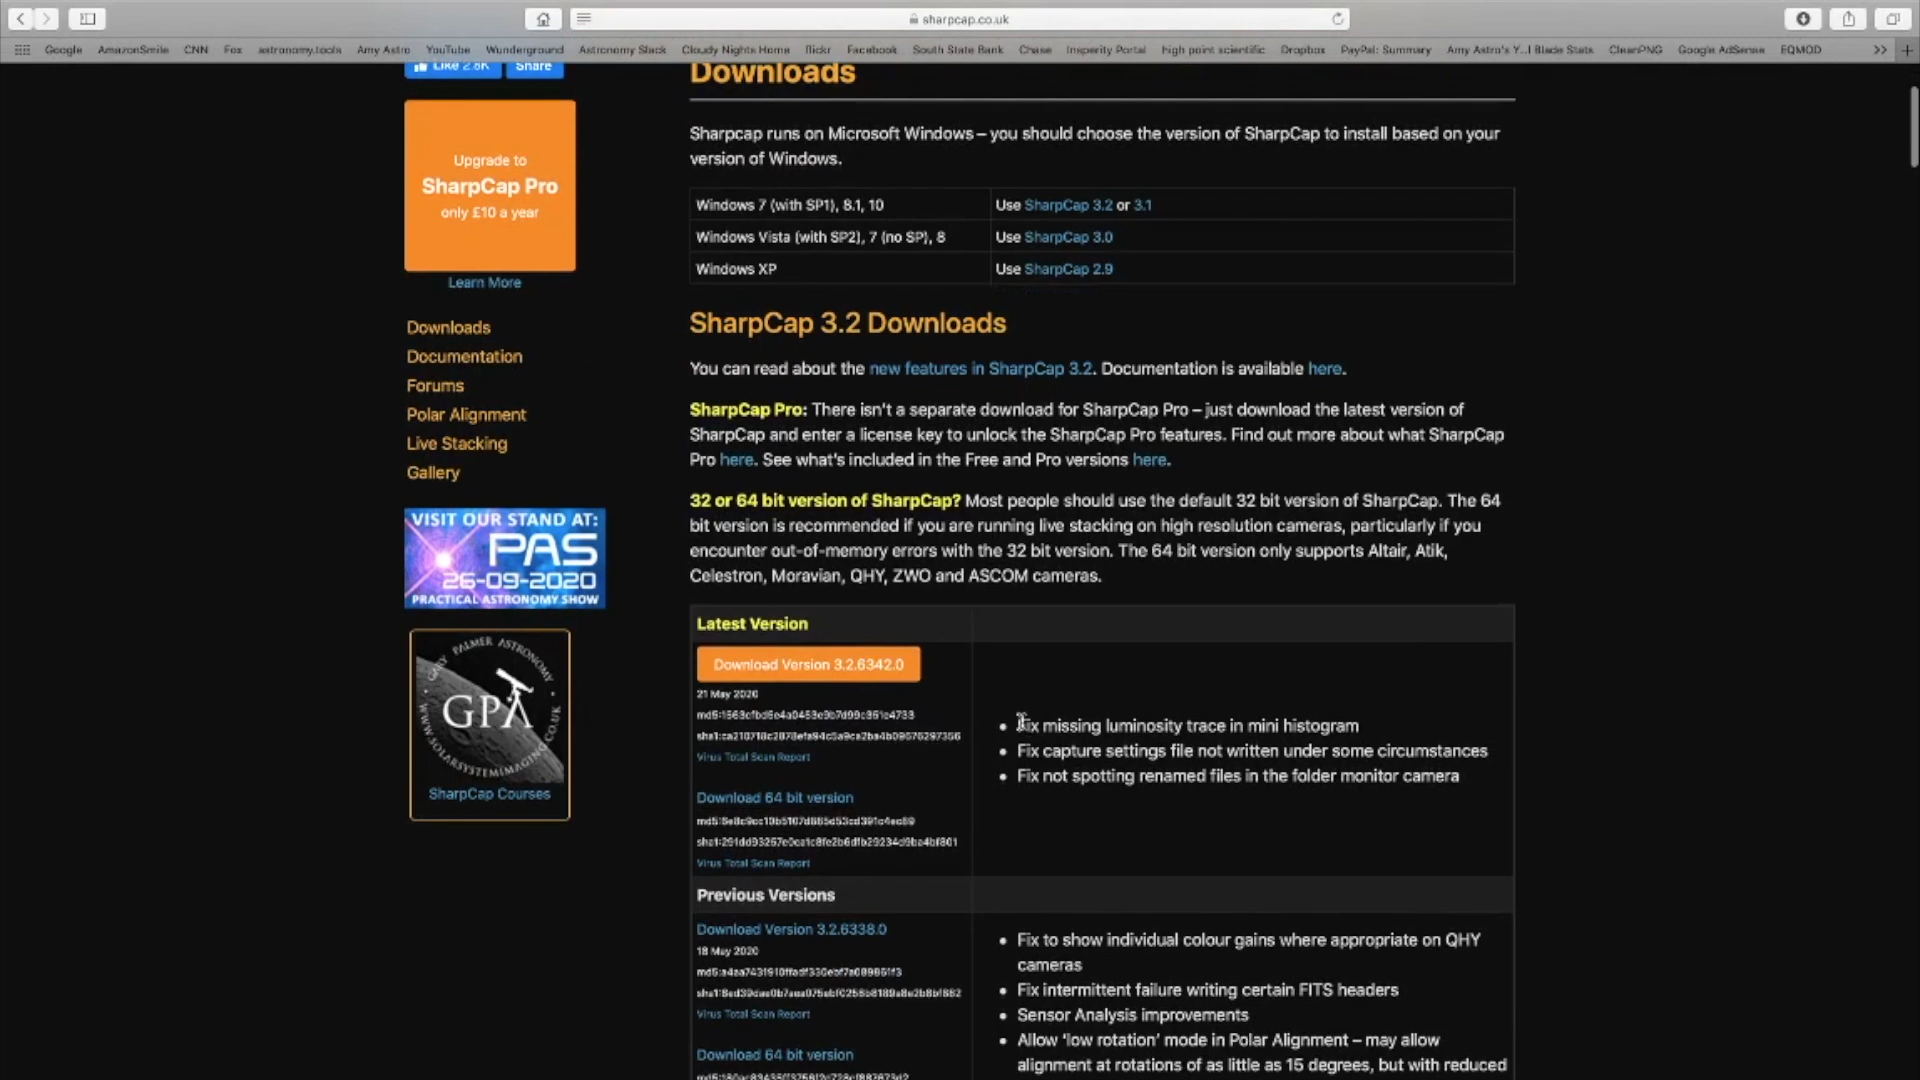 sharpcap.co.uk
Google AmazonSmile CNN Fox astronomy.tools Amy Astro YouTube Wunderground Astronomy Slack Cloudy Nights Home flickr Facebook South State Bank Chase Insperity Portal high point scientific Dropbox PayPal: Summary Amy Astro's Y...l Blade Stats CleanPNG Google AdSense EQMOD
Like 2.6K Share
Upgrade to
SharpCap Pro
only £10 a year
Learn More
Downloads
Documentation
Forums
Polar Alignment
Live Stacking
Gallery
VISIT OUR STAND AT:
PAS
26-09-2020
PRACTICAL ASTRONOMY SHOW
GARY PALMER ASTRONOMY
GPA
WWW.SOLARSYSTEMIMAGING.CO.UK
SharpCap Courses
Downloads
Sharpcap runs on Microsoft Windows – you should choose the version of SharpCap to install based on your
version of Windows.
Windows 7 (with SP1), 8.1, 10 Use SharpCap 3.2 or 3.1
Windows Vista (with SP2), 7 (no SP), 8 Use SharpCap 3.0
Windows XP Use SharpCap 2.9
SharpCap 3.2 Downloads
You can read about the new features in SharpCap 3.2. Documentation is available here.
SharpCap Pro: There isn't a separate download for SharpCap Pro – just download the latest version of
SharpCap and enter a license key to unlock the SharpCap Pro features. Find out more about what SharpCap
Pro here. See what's included in the Free and Pro versions here.
32 or 64 bit version of SharpCap? Most people should use the default 32 bit version of SharpCap. The 64
bit version is recommended if you are running live stacking on high resolution cameras, particularly if you
encounter out-of-memory errors with the 32 bit version. The 64 bit version only supports Altair, Atik,
Celestron, Moravian, QHY, ZWO and ASCOM cameras.
Latest Version
Download Version 3.2.6342.0
21 May 2020
Virus Total Scan Report
Download 64 bit version
Virus Total Scan Report
• Fix missing luminosity trace in mini histogram
• Fix capture settings file not written under some circumstances
• Fix not spotting renamed files in the folder monitor camera
Previous Versions
Download Version 3.2.6338.0
18 May 2020
Virus Total Scan Report
Download 64 bit version
• Fix to show individual colour gains where appropriate on QHY
cameras
• Fix intermittent failure writing certain FITS headers
• Sensor Analysis improvements
• Allow 'low rotation' mode in Polar Alignment – may allow
alignment at rotations of as little as 15 degrees, but with reduced